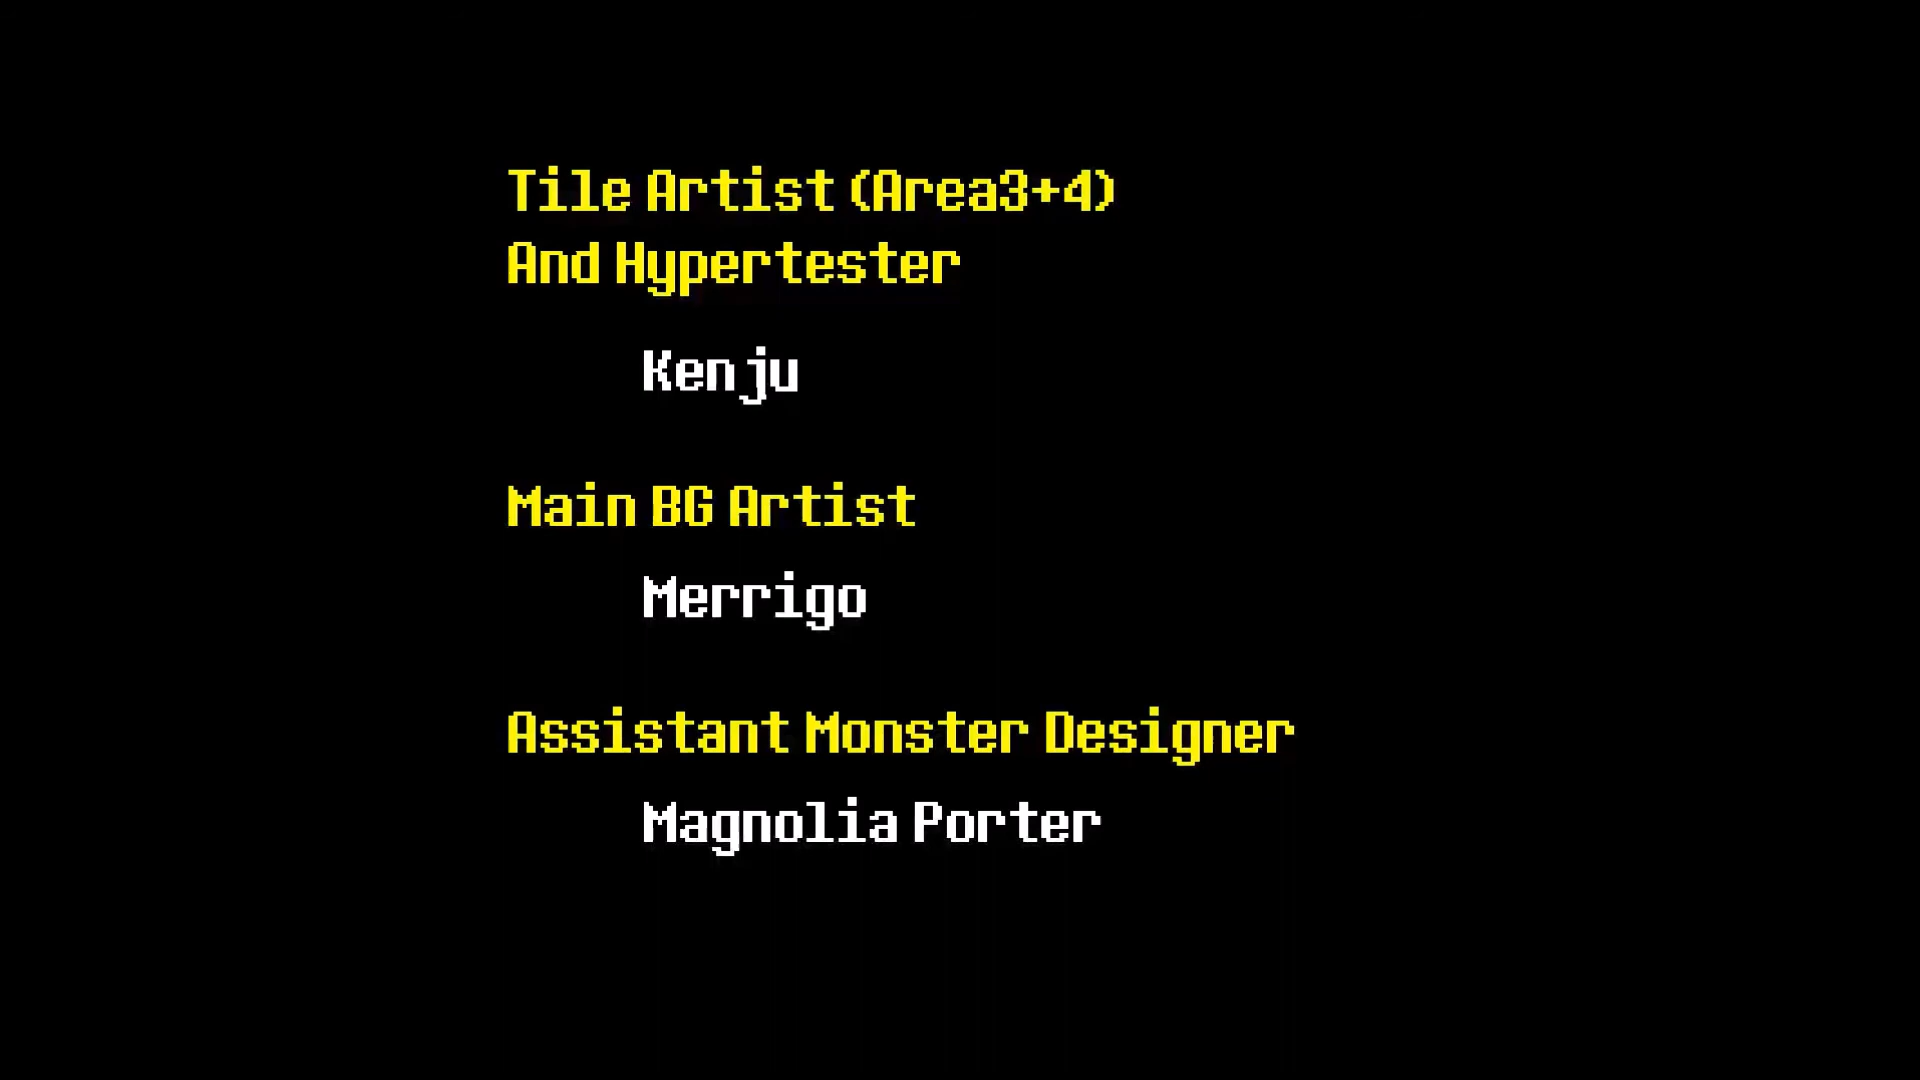 Tile Artist (Area3+4)
And Hypertester
Kenju
Main BG Artist
Merrigo
Assistant Monster Designer
Magnolia Porter